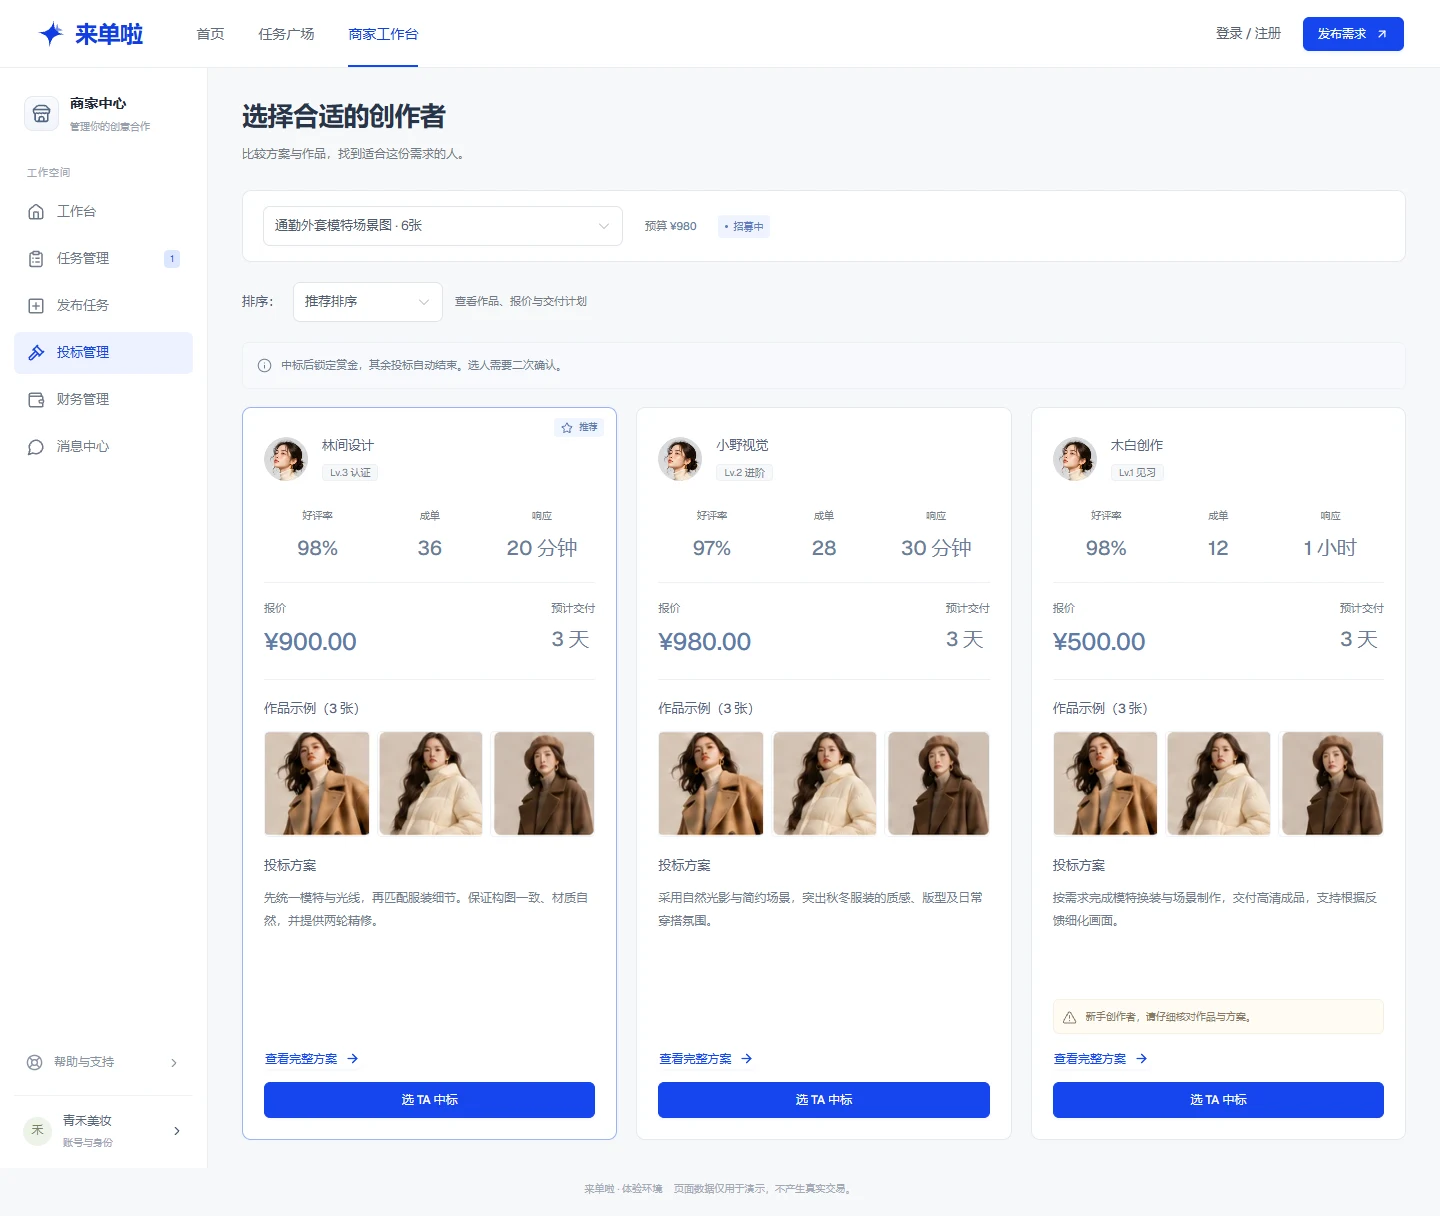 来单啦
首页
任务广场
商家工作台
登录 / 注册
发布需求
商家中心
管理你的创意合作
工作空间
工作台
任务管理
1
发布任务
投标管理
财务管理
消息中心
帮助与支持
禾
青禾美妆
账号与身份
选择合适的创作者
比较方案与作品，找到适合这份需求的人。
通勤外套模特场景图 · 6张
预算 ¥980
• 招募中
排序：
推荐排序
查看作品、报价与交付计划
中标后锁定赏金，其余投标自动结束。选人需要二次确认。
推荐
林间设计
Lv.3 认证
好评率 成单 响应
98% 36 20 分钟
报价 预计交付
¥900.00 3 天
作品示例（3 张）
投标方案
先统一模特与光线，再匹配服装细节。保证构图一致、材质自
然，并提供两轮精修。
查看完整方案
选 TA 中标
小野视觉
Lv.2 进阶
好评率 成单 响应
97% 28 30 分钟
报价 预计交付
¥980.00 3 天
作品示例（3 张）
投标方案
采用自然光影与简约场景，突出秋冬服装的质感、版型及日常
穿搭氛围。
查看完整方案
选 TA 中标
木白创作
Lv.1 见习
好评率 成单 响应
98% 12 1 小时
报价 预计交付
¥500.00 3 天
作品示例（3 张）
投标方案
按需求完成模特换装与场景制作，交付高清成品，支持根据反
馈细化画面。
新手创作者，请仔细核对作品与方案。
查看完整方案
选 TA 中标
来单啦 · 体验环境 页面数据仅用于演示，不产生真实交易。